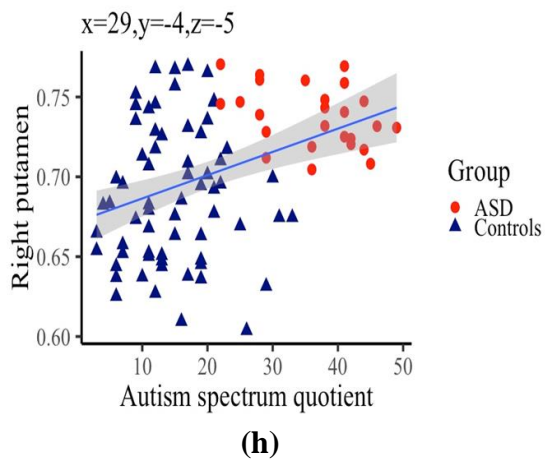 x=29,y=-4,z=-5
Right putamen
0.75
0.70
0.65
0.60
10 20 30 40 50
Autism spectrum quotient
Group
ASD
Controls
(h)